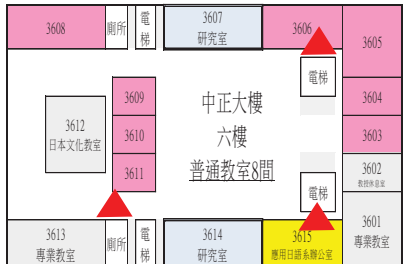 3608
廁所
電梯
3607
研究室
3606
3605
電梯
3609
3604
中正大樓
3612
日本文化教室
3610
六樓
3603
3611
普通教室8間
3602
教授休息室
電梯
3601
專業教室
3613
專業教室
廁所
電梯
3614
研究室
3615
應用日語系辦公室